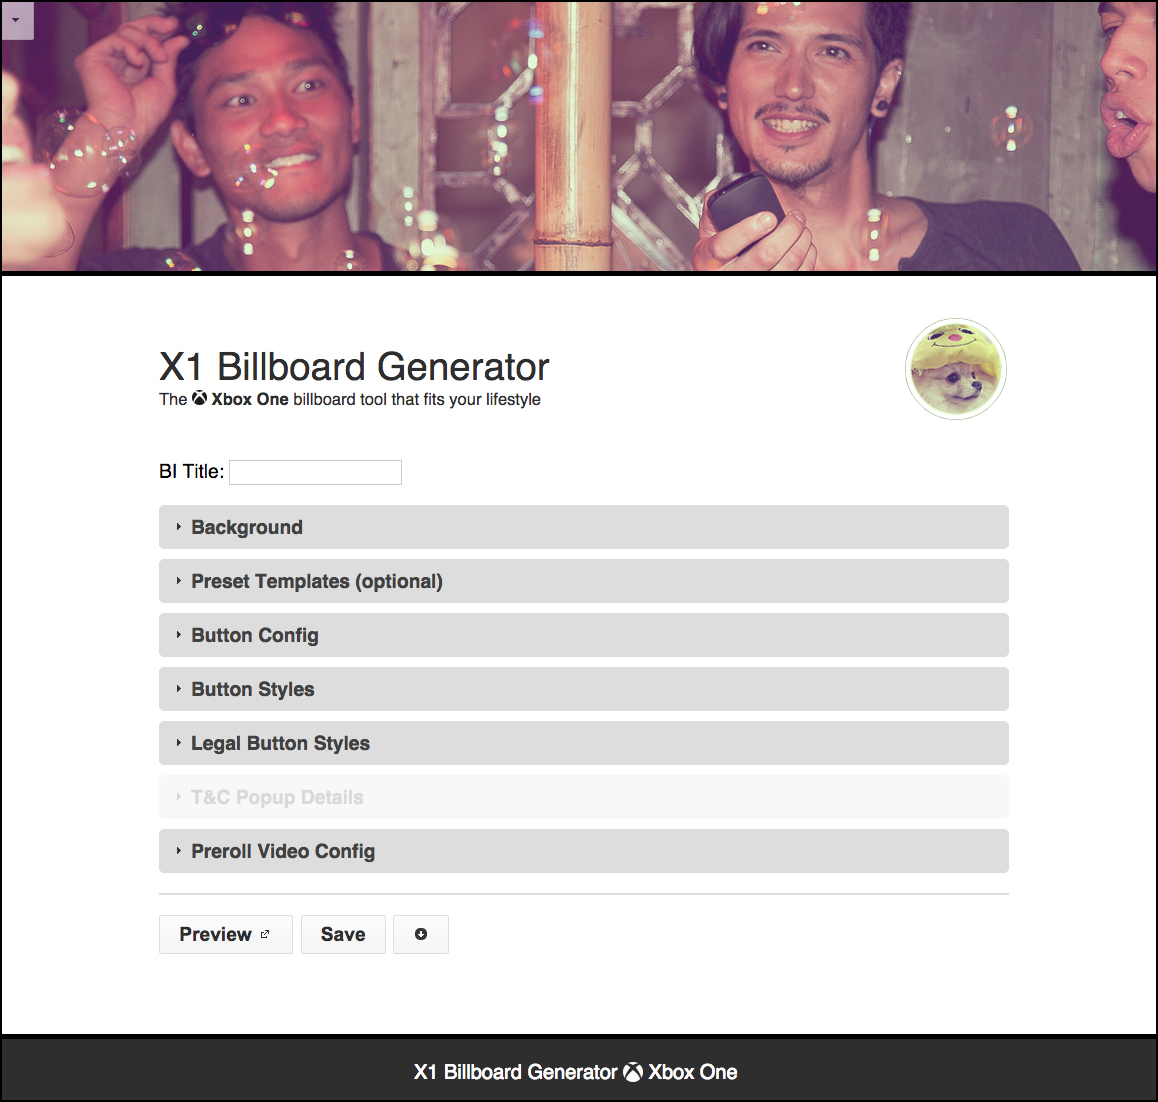 X1 Billboard Generator
The Xbox One billboard tool that fits your lifestyle
BI Title:
Background
Preset Templates (optional)
Button Config
Button Styles
Legal Button Styles
T&C Popup Details
Preroll Video Config
Preview
Save
X1 Billboard Generator Xbox One